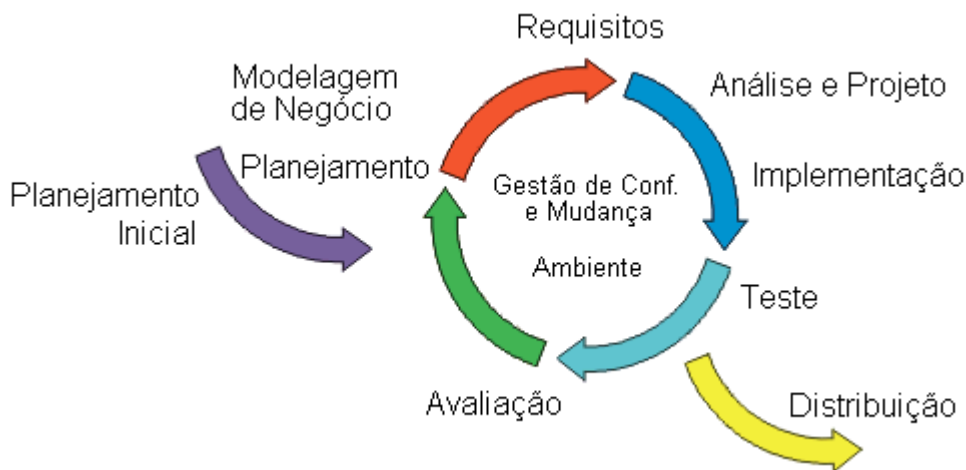 Requisitos
Modelagem
de Negócio
Análise e Projeto
Planejamento
Implementação
Gestão de Conf.
e Mudança
Planejamento
Inicial
Ambiente
Teste
Avaliação
Distribuição